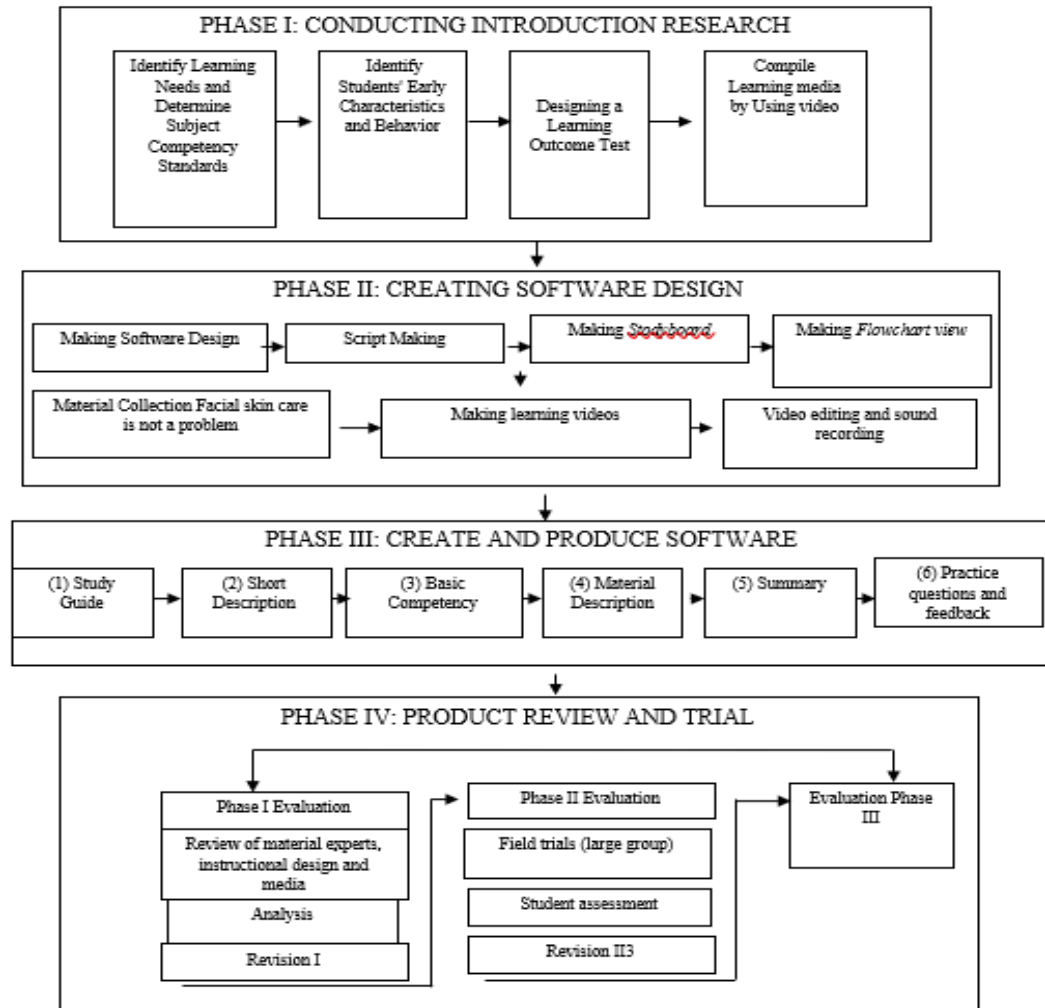 PHASE I: CONDUCTING INTRODUCTION RESEARCH
Identify Learning
Needs and
Determine
Subject
Competency
Standards
Identify
Students' Early
Characteristics
and Behavior
Designing a
Learning
Outcome Test
Compile
Learning media
by Using video
PHASE II: CREATING SOFTWARE DESIGN
Making Software Design
Script Making
Making Stodyboard
Making Flowchart view
Material Collection Facial skin care
is not a problem
Making learning videos
Video editing and sound
recording
PHASE III: CREATE AND PRODUCE SOFTWARE
(1) Study
Guide
(2) Short
Description
(3) Basic
Competency
(4) Material
Description
(5) Summary
(6) Practice
questions and
feedback
PHASE IV: PRODUCT REVIEW AND TRIAL
Phase I Evaluation
Review of material experts,
instructional design and
media
Analysis
Revision I
Phase II Evaluation
Field trials (large group)
Student assessment
Revision II3
Evaluation Phase
III